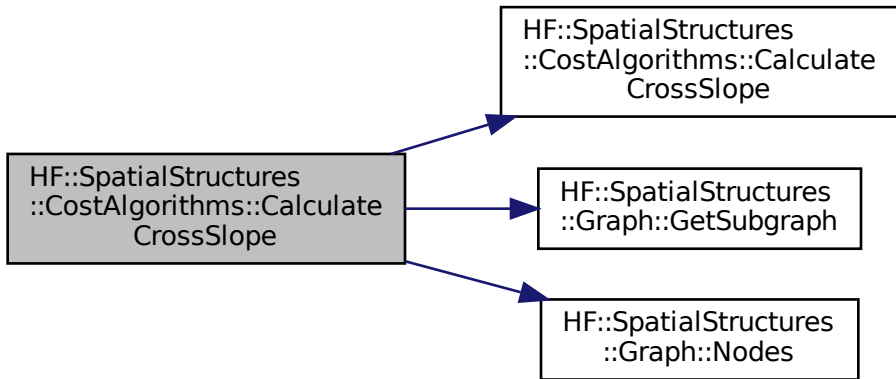 HF::SpatialStructures
::CostAlgorithms::Calculate
CrossSlope
HF::SpatialStructures
::CostAlgorithms::Calculate
CrossSlope
HF::SpatialStructures
::Graph::GetSubgraph
HF::SpatialStructures
::Graph::Nodes